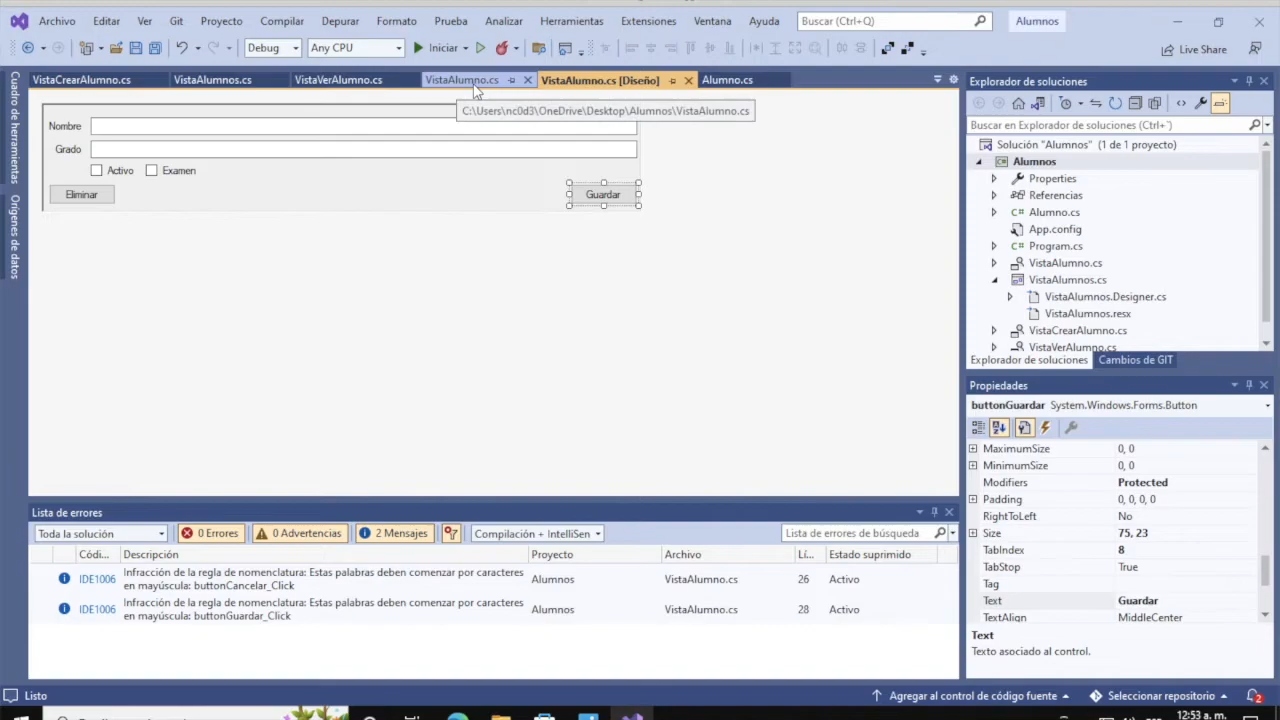 Archivo Editar Ver Git Proyecto Compilar Depurar Formato Prueba Analizar Herramientas Extensiones Ventana Ayuda Buscar (Ctrl+Q) Alumnos
Debug Any CPU Iniciar Live Share
VistaCrearAlumno.cs VistaAlumnos.cs VistaVerAlumno.cs VistaAlumno.cs VistaAlumno.cs [Diseño] Alumno.cs
C:\Users\nc0d3\OneDrive\Desktop\Alumnos\VistaAlumno.cs
Cuadro de herramientas
Orígenes de datos
Nombre
Grado
Activo Examen
Eliminar Guardar
Explorador de soluciones
Buscar en Explorador de soluciones (Ctrl+´)
Solución "Alumnos" (1 de 1 proyecto)
Alumnos
Properties
Referencias
C# Alumno.cs
App.config
C# Program.cs
VistaAlumno.cs
VistaAlumnos.cs
VistaAlumnos.Designer.cs
VistaAlumnos.resx
VistaCrearAlumno.cs
VistaVerAlumno.cs
Explorador de soluciones Cambios de GIT
Propiedades
buttonGuardar System.Windows.Forms.Button
MaximumSize 0, 0
MinimumSize 0, 0
Modifiers Protected
Padding 0, 0, 0, 0
RightToLeft No
Size 75, 23
TabIndex 8
TabStop True
Tag
Text Guardar
TextAlign MiddleCenter
Text
Texto asociado al control.
Lista de errores
Toda la solución 0 Errores 0 Advertencias 2 Mensajes Compilación + IntelliSen Lista de errores de búsqueda
Códi... Descripción Proyecto Archivo Lí... Estado suprimido
IDE1006 Infracción de la regla de nomenclatura: Estas palabras deben comenzar por caracteres en mayúscula: buttonCancelar_Click Alumnos VistaAlumno.cs 26 Activo
IDE1006 Infracción de la regla de nomenclatura: Estas palabras deben comenzar por caracteres en mayúscula: buttonGuardar_Click Alumnos VistaAlumno.cs 28 Activo
Listo Agregar al control de código fuente Seleccionar repositorio 2
12:53 a. m.